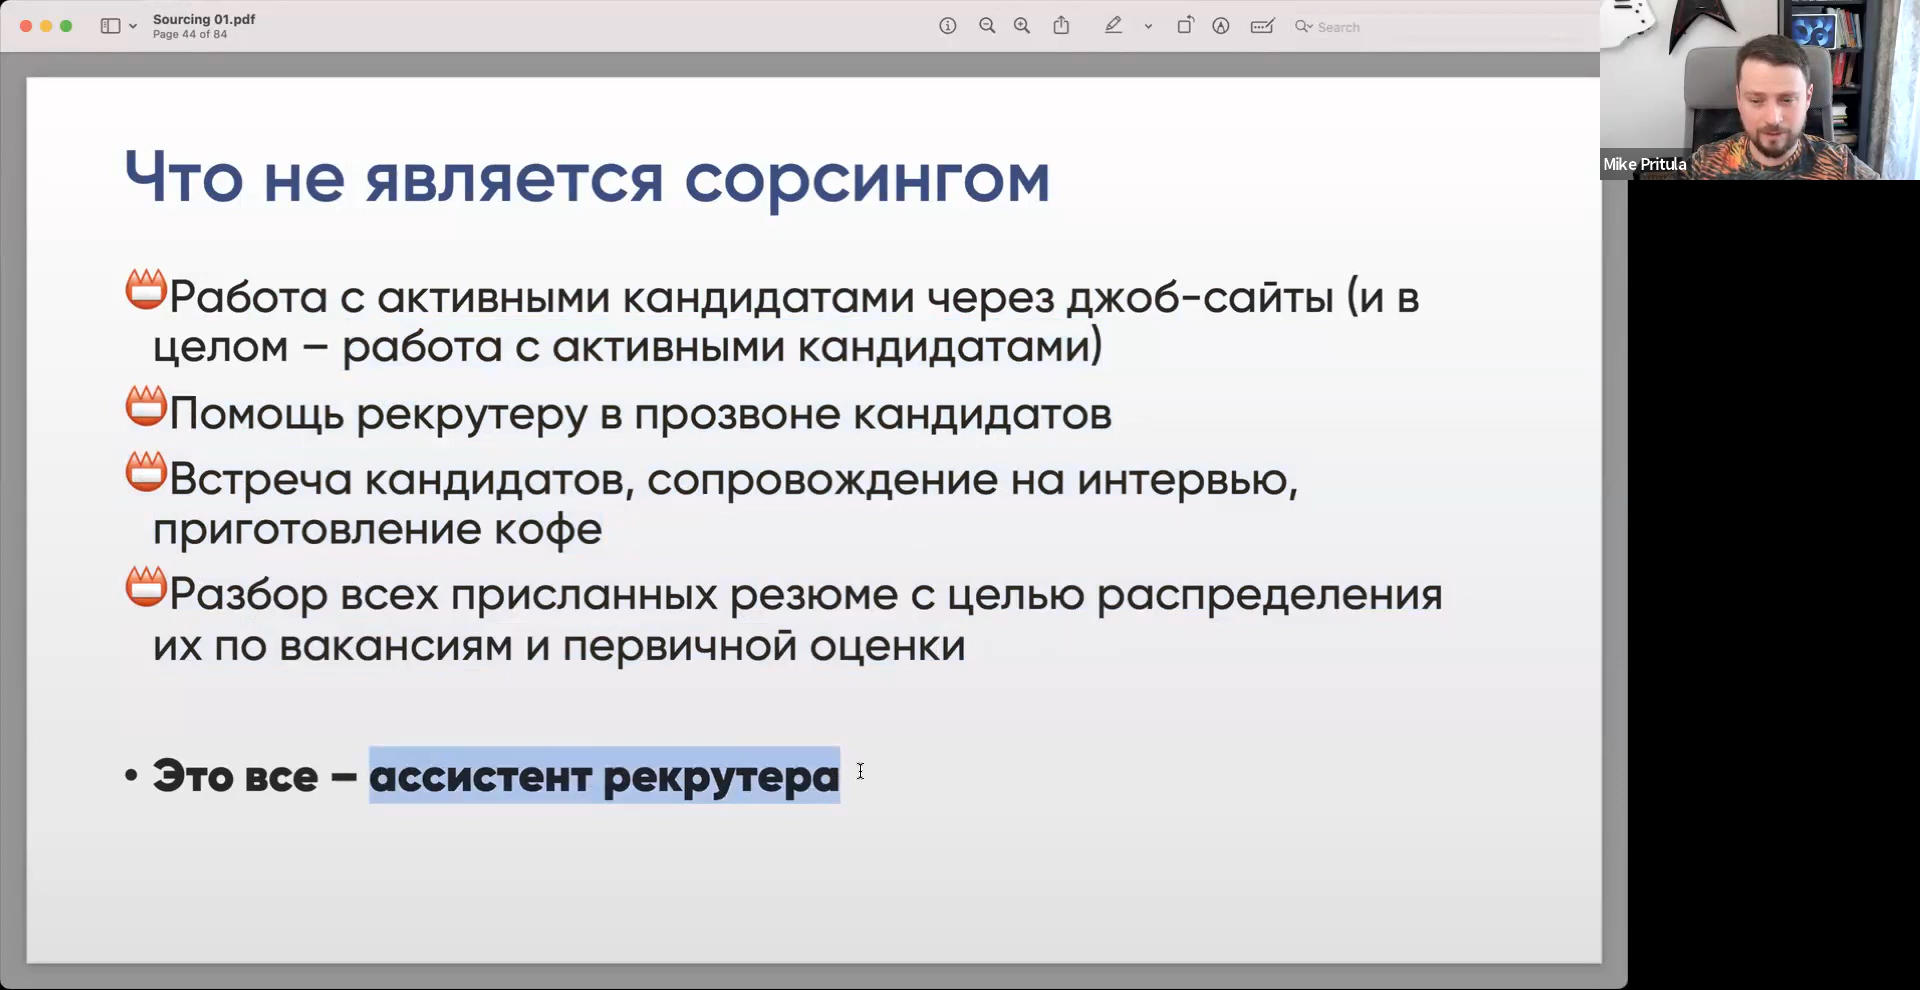 Sourcing 01.pdf
Page 44 of 84
Search
Mike Pritula
Что не является сорсингом
Работа с активными кандидатами через джоб-сайты (и в
целом – работа с активными кандидатами)
Помощь рекрутеру в прозвоне кандидатов
Встреча кандидатов, сопровождение на интервью,
приготовление кофе
Разбор всех присланных резюме с целью распределения
их по вакансиям и первичной оценки
• Это все – ассистент рекрутера